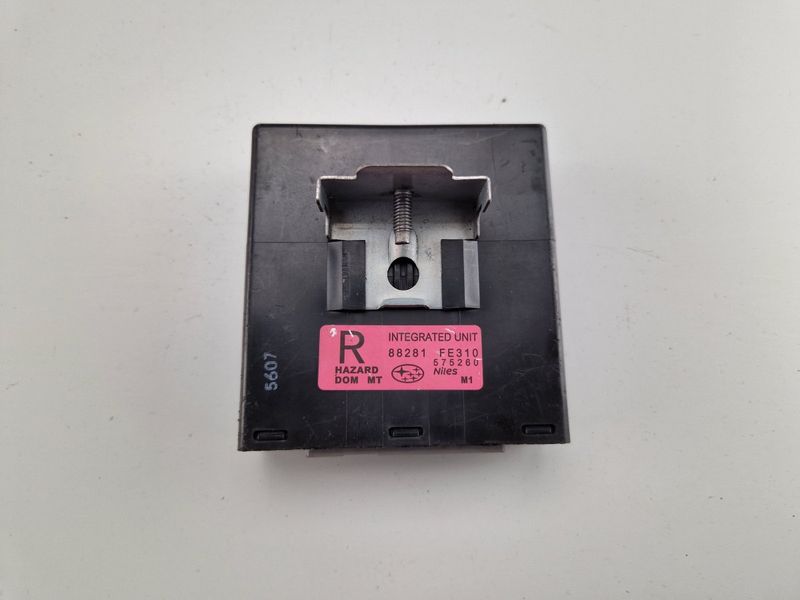 INTEGRATED UNIT
R 88281 FE310
575260
HAZARD Niles
DOM MT M1
5607